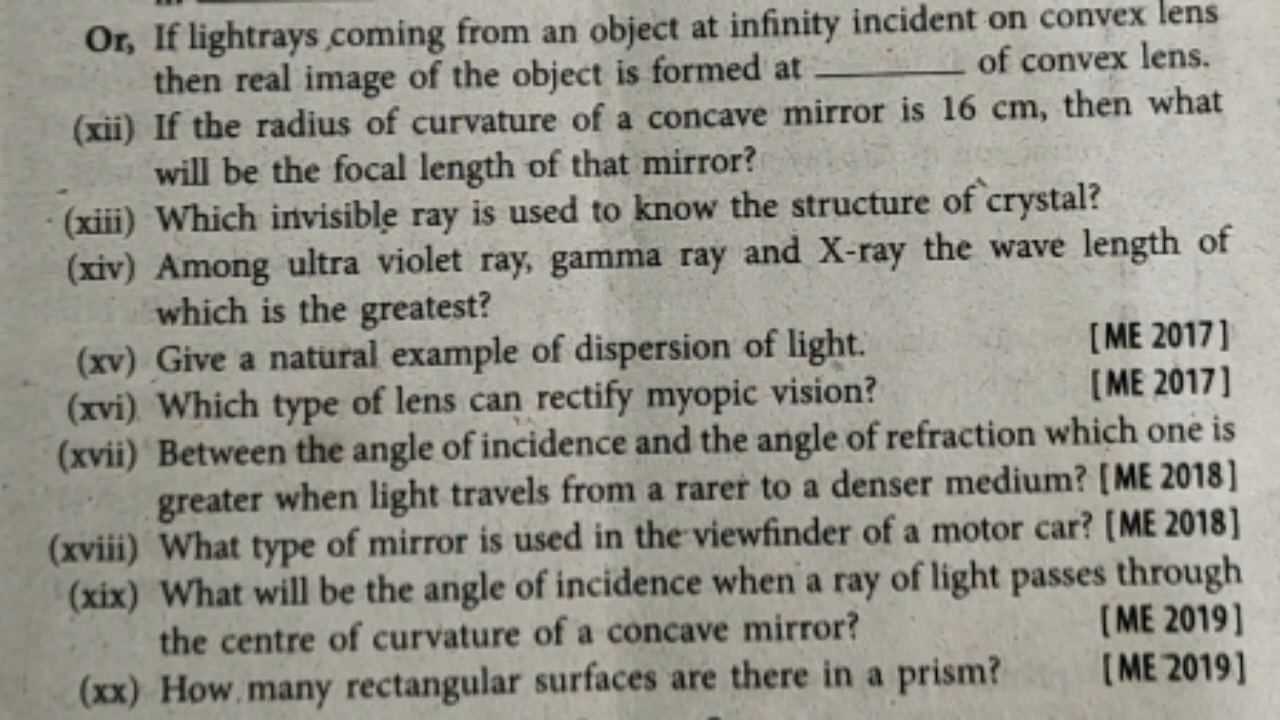 Or, If lightrays coming from an object at infinity incident on convex lens
then real image of the object is formed at ________ of convex lens.
(xii) If the radius of curvature of a concave mirror is 16 cm, then what
will be the focal length of that mirror?
(xiii) Which invisible ray is used to know the structure of crystal?
(xiv) Among ultra violet ray, gamma ray and X-ray the wave length of
which is the greatest?
(xv) Give a natural example of dispersion of light. [ME 2017]
(xvi) Which type of lens can rectify myopic vision? [ME 2017]
(xvii) Between the angle of incidence and the angle of refraction which one is
greater when light travels from a rarer to a denser medium? [ME 2018]
(xviii) What type of mirror is used in the viewfinder of a motor car? [ME 2018]
(xix) What will be the angle of incidence when a ray of light passes through
the centre of curvature of a concave mirror? [ME 2019]
(xx) How many rectangular surfaces are there in a prism? [ME 2019]